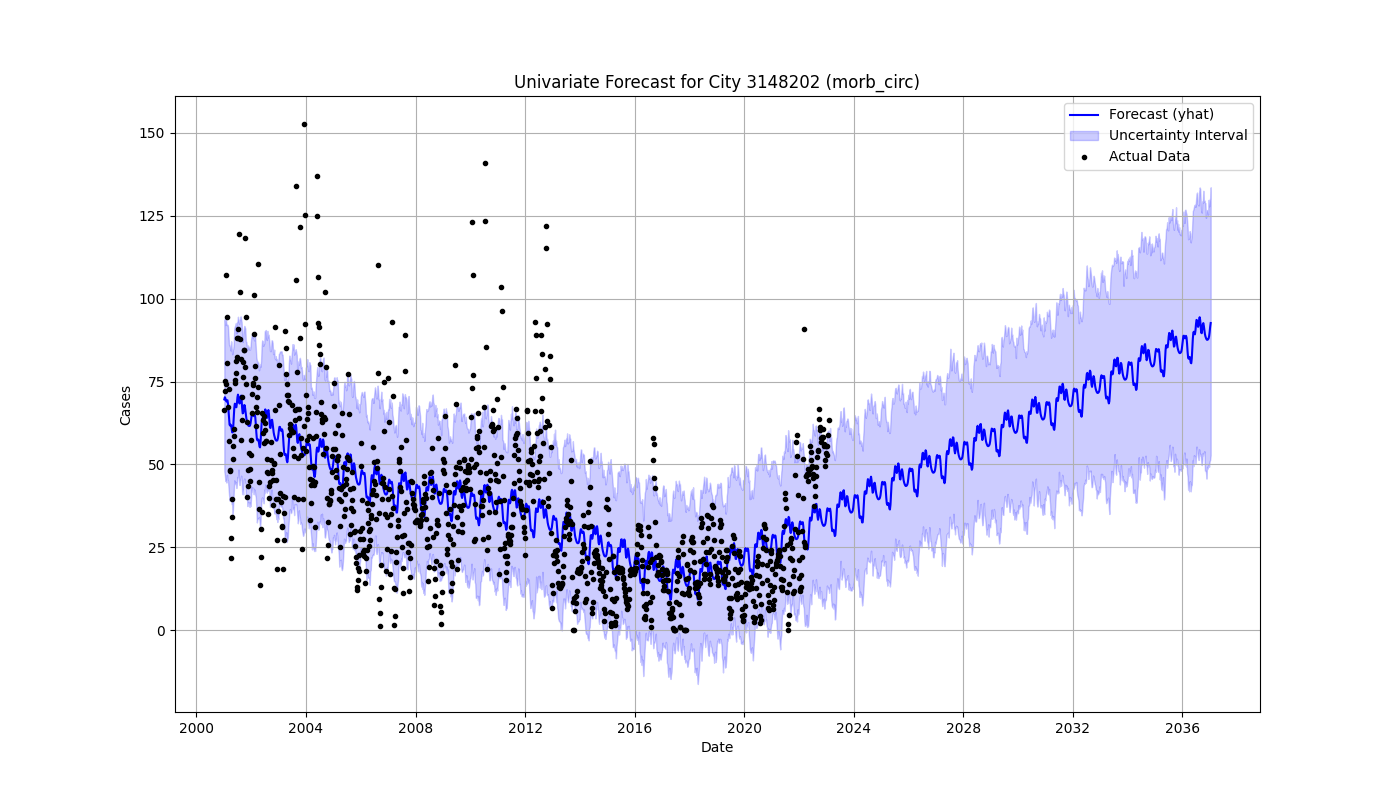 Univariate Forecast for City 3148202 (morb_circ)
Forecast (yhat)
Uncertainty Interval
Actual Data
150
125
100
75
50
25
0
Cases
2000 2004 2008 2012 2016 2020 2024 2028 2032 2036
Date